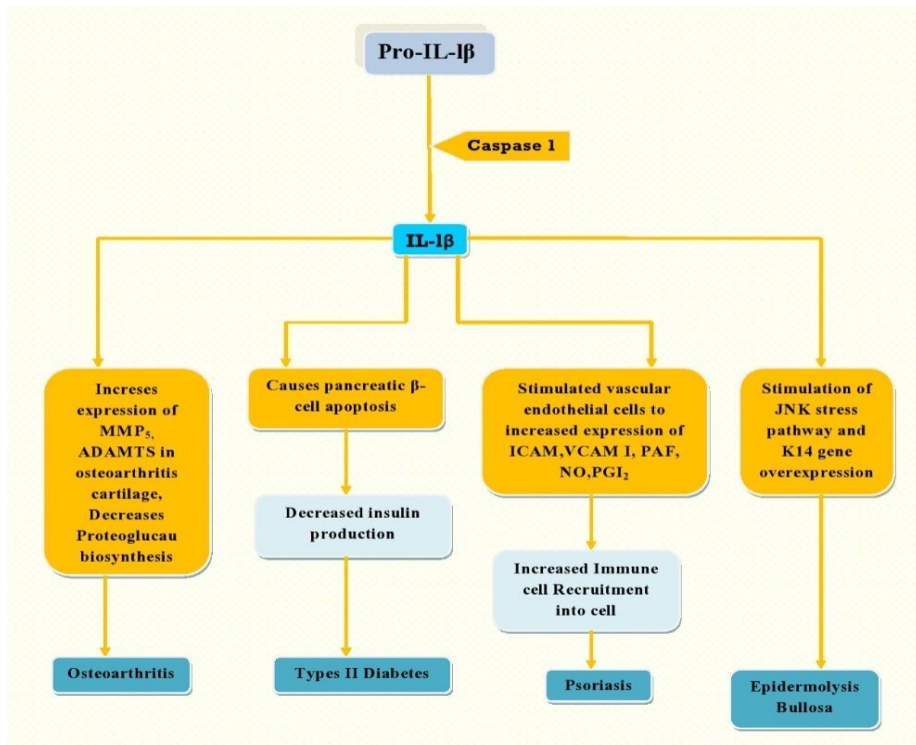 Pro-IL-lβ
Caspase 1
IL-lβ
Increses
expression of
MMP₅,
ADAMTS in
osteoarthritis
cartilage,
Decreases
Proteoglucau
biosynthesis
Osteoarthritis
Causes pancreatic β-
cell apoptosis
Decreased insulin
production
Types II Diabetes
Stimulated vascular
endothelial cells to
increased expression of
ICAM,VCAM I, PAF,
NO,PGI₂
Increased Immune
cell Recruitment
into cell
Psoriasis
Stimulation of
JNK stress
pathway and
K14 gene
overexpression
Epidermolysis
Bullosa